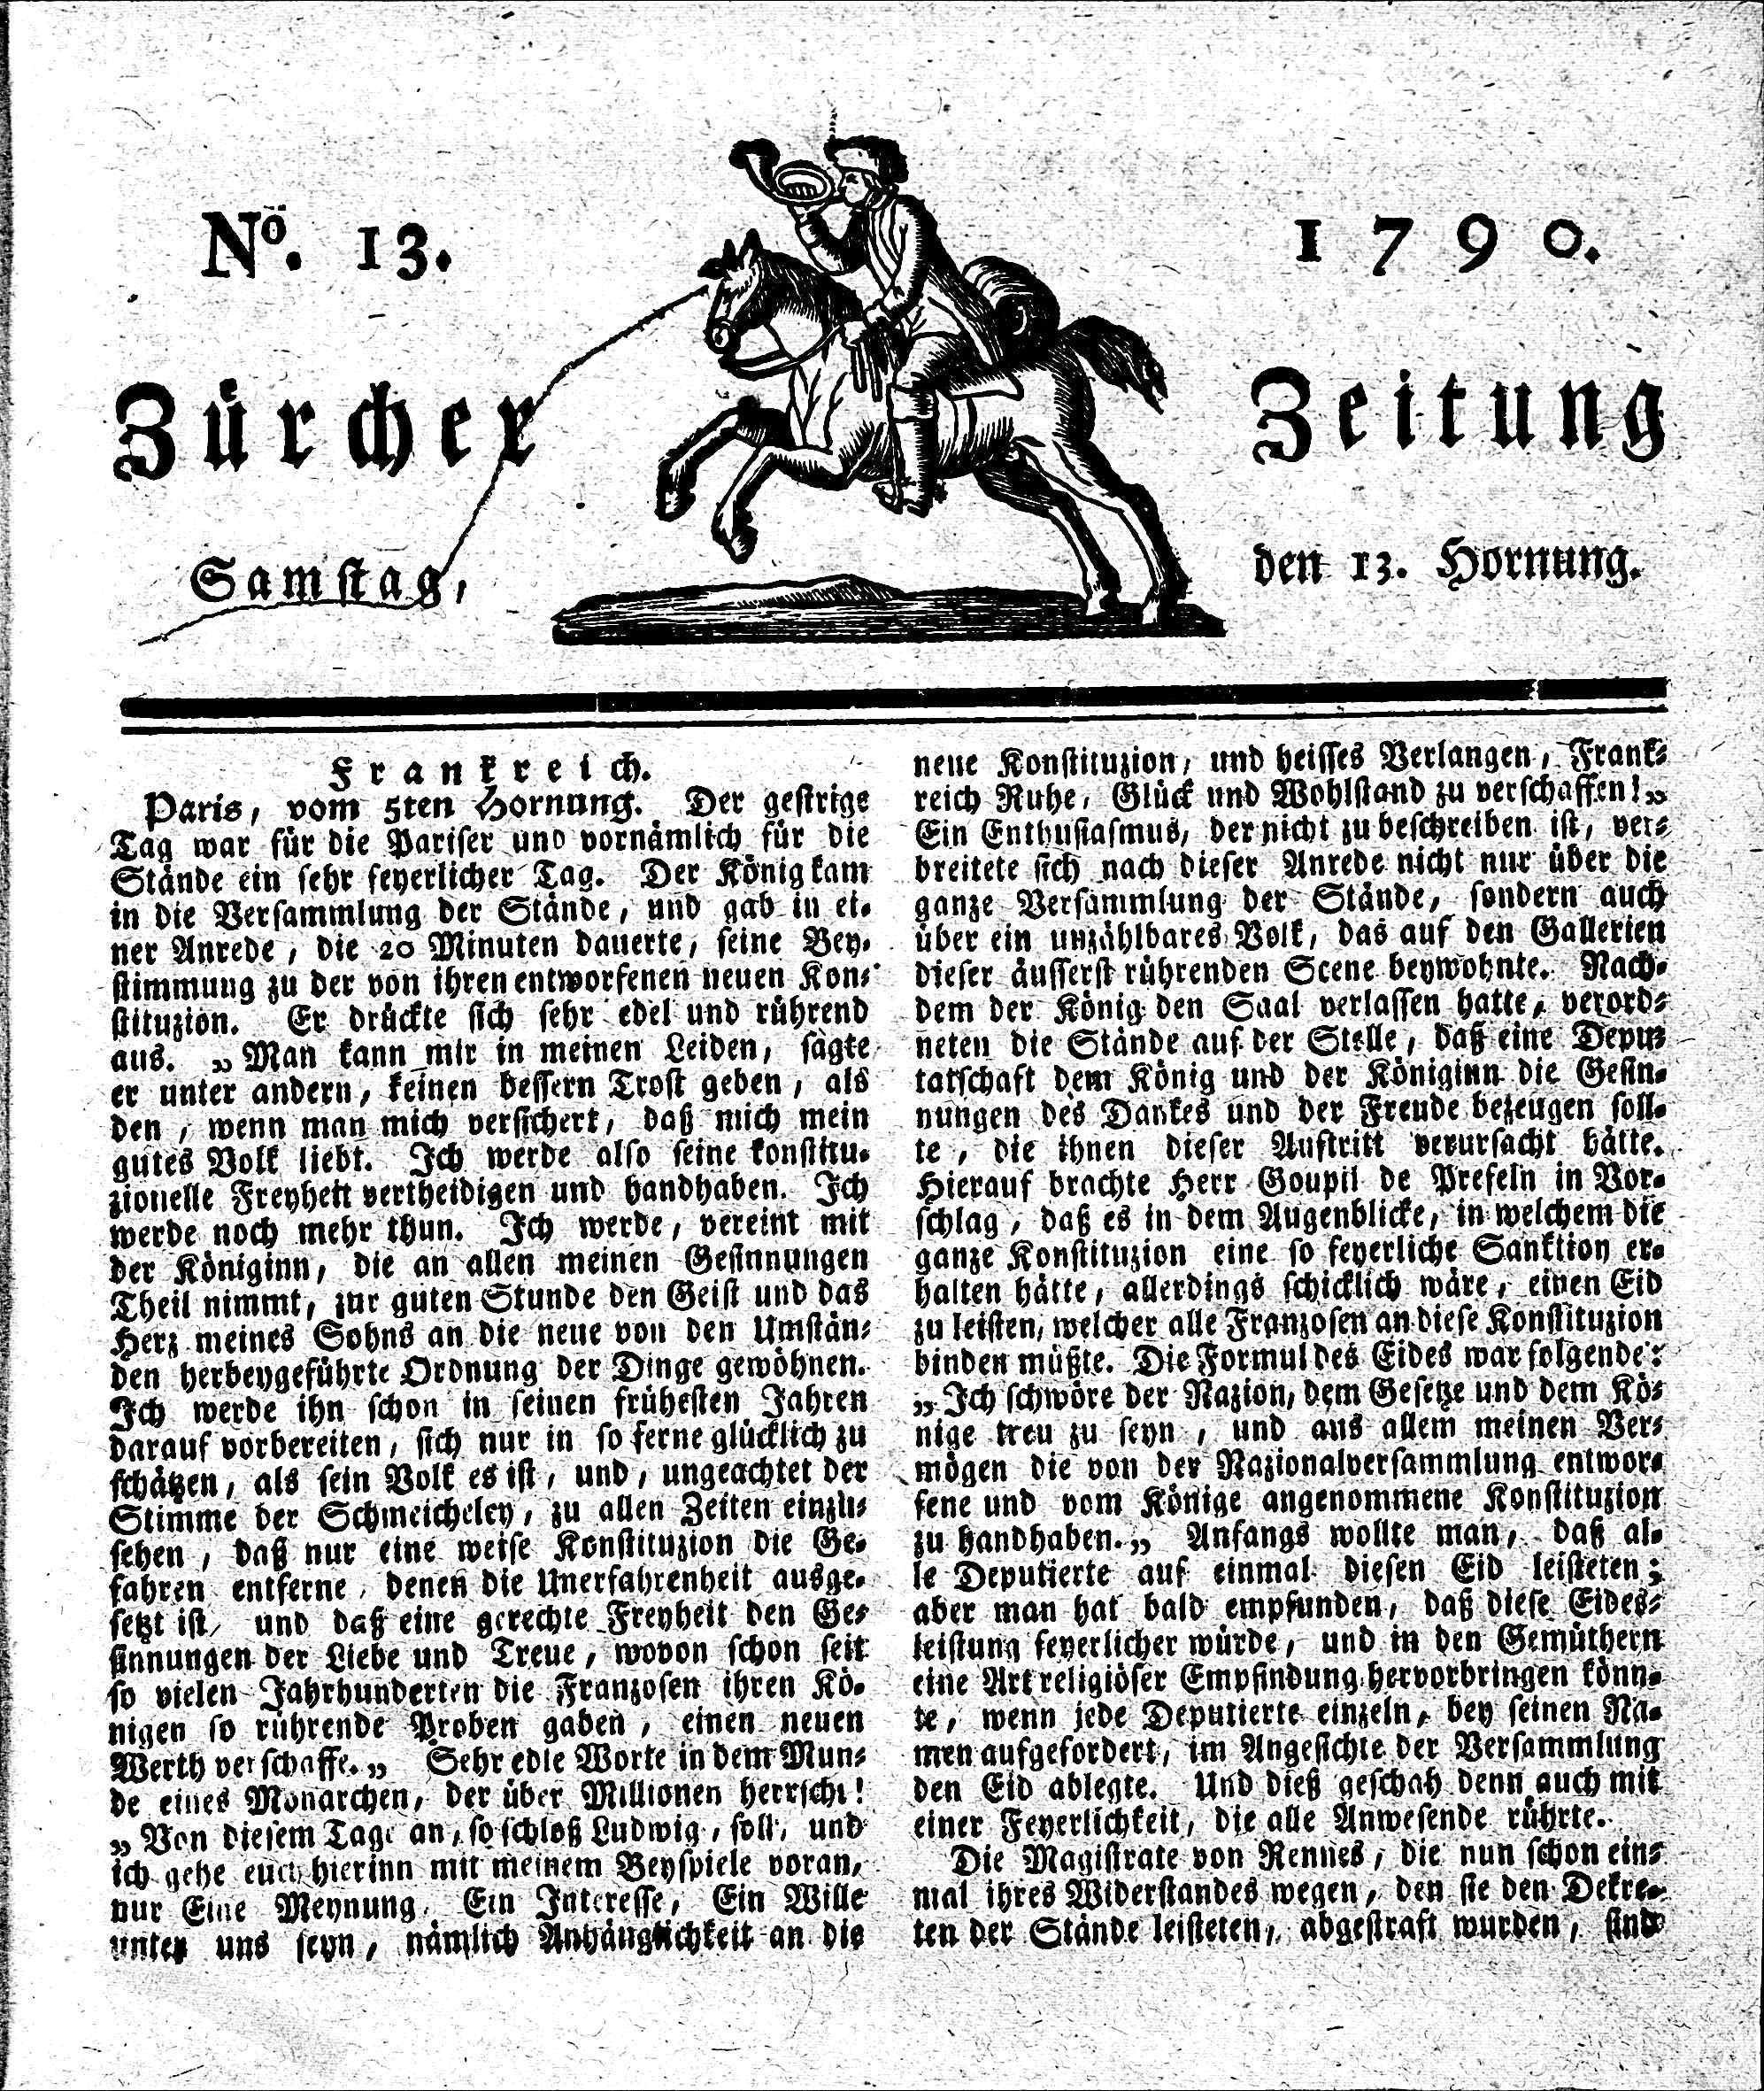 No. 13.
1790.
Zürcher Zeitung
Samstag, den 13. Hornung.
Frankreich.
Paris, vom 5ten Hornung. Der gestrige
Tag war für die Pariser und vornämlich für die
Stände ein sehr feyerlicher Tag. Der König kam
in die Versammlung der Stände, und gab in ei-
ner Anrede, die 20 Minuten dauerte, seine Bey-
stimmung zu der von ihren entworfenen neuen Kon-
stituzion. Er drückte sich sehr edel und rührend
aus. „Man kann mir in meinen Leiden, sagte
er unter andern, keinen bessern Trost geben, als
den, wenn man mich versichert, daß mich mein
gutes Volk liebt. Ich werde also seine konstitu-
zionelle Freyheit vertheidigen und handhaben. Ich
werde noch mehr thun. Ich werde, vereint mit
der Königinn, die an allen meinen Gesinnungen
Theil nimmt, zur guten Stunde den Geist und das
Herz meines Sohns an die neue von den Umstän-
den herbeygeführte Ordnung der Dinge gewöhnen.
Ich werde ihn schon in seinen frühesten Jahren
darauf vorbereiten, sich nur in so ferne glücklich zu
schätzen, als sein Volk es ist, und, ungeachtet der
Stimme der Schmeicheley, zu allen Zeiten einzu-
sehen, daß nur eine weise Konstituzion die Ge-
fahren entferne, denen die Unerfahrenheit ausge-
setzt ist, und daß eine gerechte Freyheit den Ge-
sinnungen der Liebe und Treue, wovon schon seit
so vielen Jahrhunderten die Franzosen ihren Kö-
nigen so rührende Proben gaben, einen neuen
Werth verschaffe.„ Sehr edle Worte in dem Mun-
de eines Monarchen, der über Millionen herrscht!
„Von diesem Tage an, so schloß Ludwig, soll, und
ich gehe euch hierinn mit meinem Beyspiele voran,
nur Eine Meynung, Ein Interesse, Ein Wille
unter uns seyn, nämlich Anhänglichkeit an die
neue Konstituzion, und heisses Verlangen, Frank-
reich Ruhe, Glück und Wohlstand zu verschaffen!„
Ein Enthusiasmus, der nicht zu beschreiben ist, ver-
breitete sich nach dieser Anrede nicht nur über die
ganze Versammlung der Stände, sondern auch
über ein unzählbares Volk, das auf den Gallerien
dieser äusserst rührenden Scene beywohnte. Nach-
dem der König den Saal verlassen hatte, verord-
neten die Stände auf der Stelle, daß eine Depu-
tatschaft dem König und der Königinn die Gesin-
nungen des Dankes und der Freude bezeugen soll-
te, die ihnen dieser Auftritt verursacht hätte.
Hierauf brachte Herr Goupil de Prefeln in Vor-
schlag, daß es in dem Augenblicke, in welchem die
ganze Konstituzion eine so feyerliche Sanktion er-
halten hätte, allerdings schicklich wäre, einen Eid
zu leisten, welcher alle Franzosen an diese Konstituzion
binden müßte. Die Formul des Eides war folgende:
„Ich schwöre der Nazion, dem Gesetze und dem Kö-
nige treu zu seyn, und aus allem meinen Ver-
mögen die von der Nazionalversammlung entwor-
fene und vom Könige angenommene Konstituzion
zu handhaben.„ Anfangs wollte man, daß al-
le Deputierte auf einmal diesen Eid leisteten;
aber man hat bald empfunden, daß diese Eides-
leistung feyerlicher würde, und in den Gemüthern
eine Art religiöser Empfindung hervorbringen könn-
te, wenn jede Deputierte einzeln, bey seinen Na-
men aufgefordert, im Angesichte der Versammlung
den Eid ablegte. Und dieß geschah denn auch mit
einer Feyerlichkeit, die alle Anwesende rührte.
Die Magistrate von Rennes, die nun schon ein-
mal ihres Widerstandes wegen, den sie den Dekre-
ten der Stände leisteten, abgestraft wurden, sind